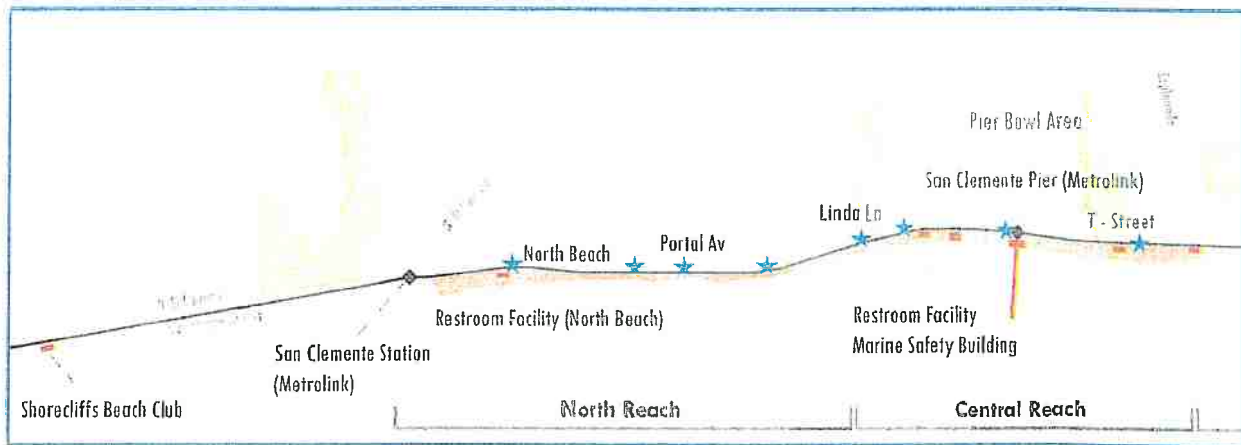 Pier Bowl Area
San Clemente Pier (Metrolink)
Linda Ln
T - Street
North Beach
Portal Av
Restroom Facility (North Beach)
Restroom Facility
Marine Safety Building
San Clemente Station
(Metrolink)
Shorecliffs Beach Club
North Reach
Central Reach